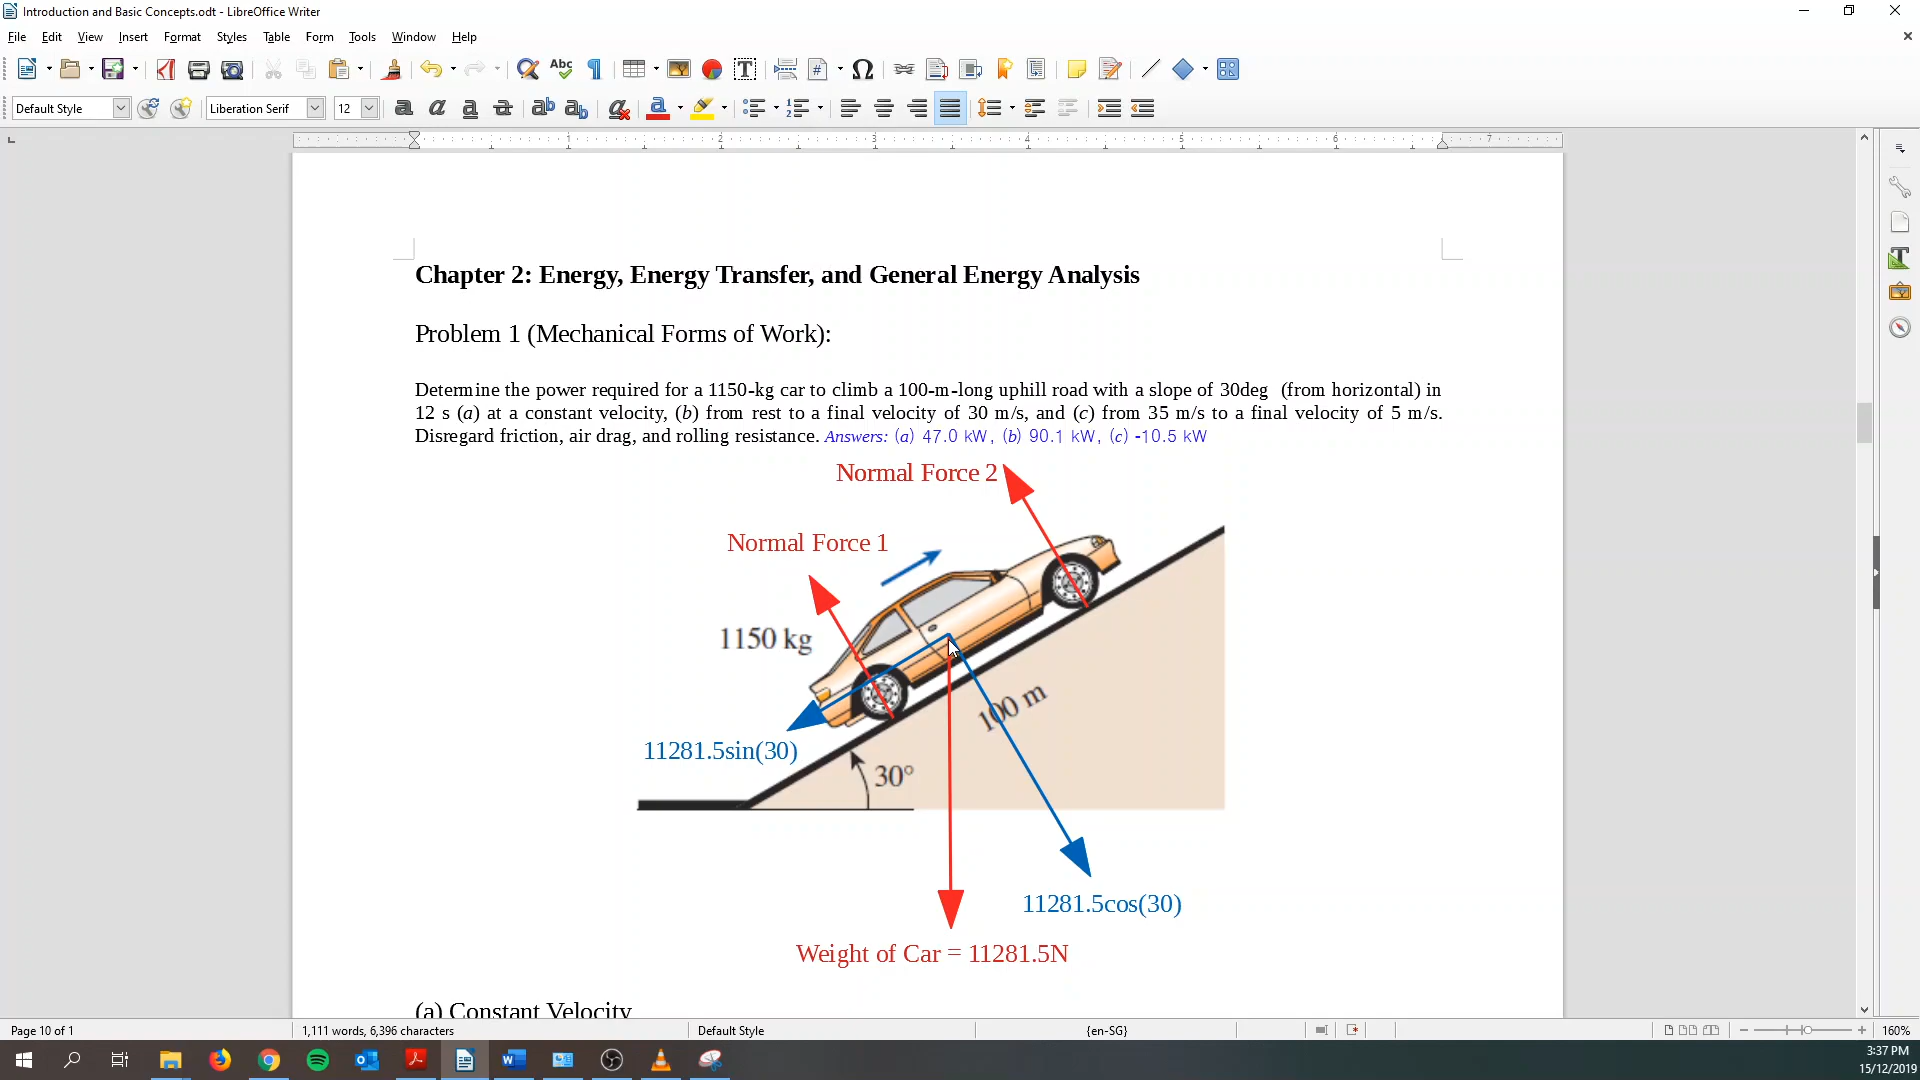 Introduction and Basic Concepts.odt - LibreOffice Writer
File Edit View Insert Format Styles Table Form Tools Window Help
Default Style Liberation Serif 12
1 2 3 4 5 6 7
Chapter 2: Energy, Energy Transfer, and General Energy Analysis
Problem 1 (Mechanical Forms of Work):
Determine the power required for a 1150-kg car to climb a 100-m-long uphill road with a slope of 30deg (from horizontal) in
12 s (a) at a constant velocity, (b) from rest to a final velocity of 30 m/s, and (c) from 35 m/s to a final velocity of 5 m/s.
Disregard friction, air drag, and rolling resistance. Answers: (a) 47.0 kW, (b) 90.1 kW, (c) -10.5 kW
Normal Force 2
Normal Force 1
1150 kg
100 m
11281.5sin(30)
30°
11281.5cos(30)
Weight of Car = 11281.5N
(a) Constant Velocity
Page 10 of 1 1,111 words, 6,396 characters Default Style {en-SG} 160%
3:37 PM
15/12/2019